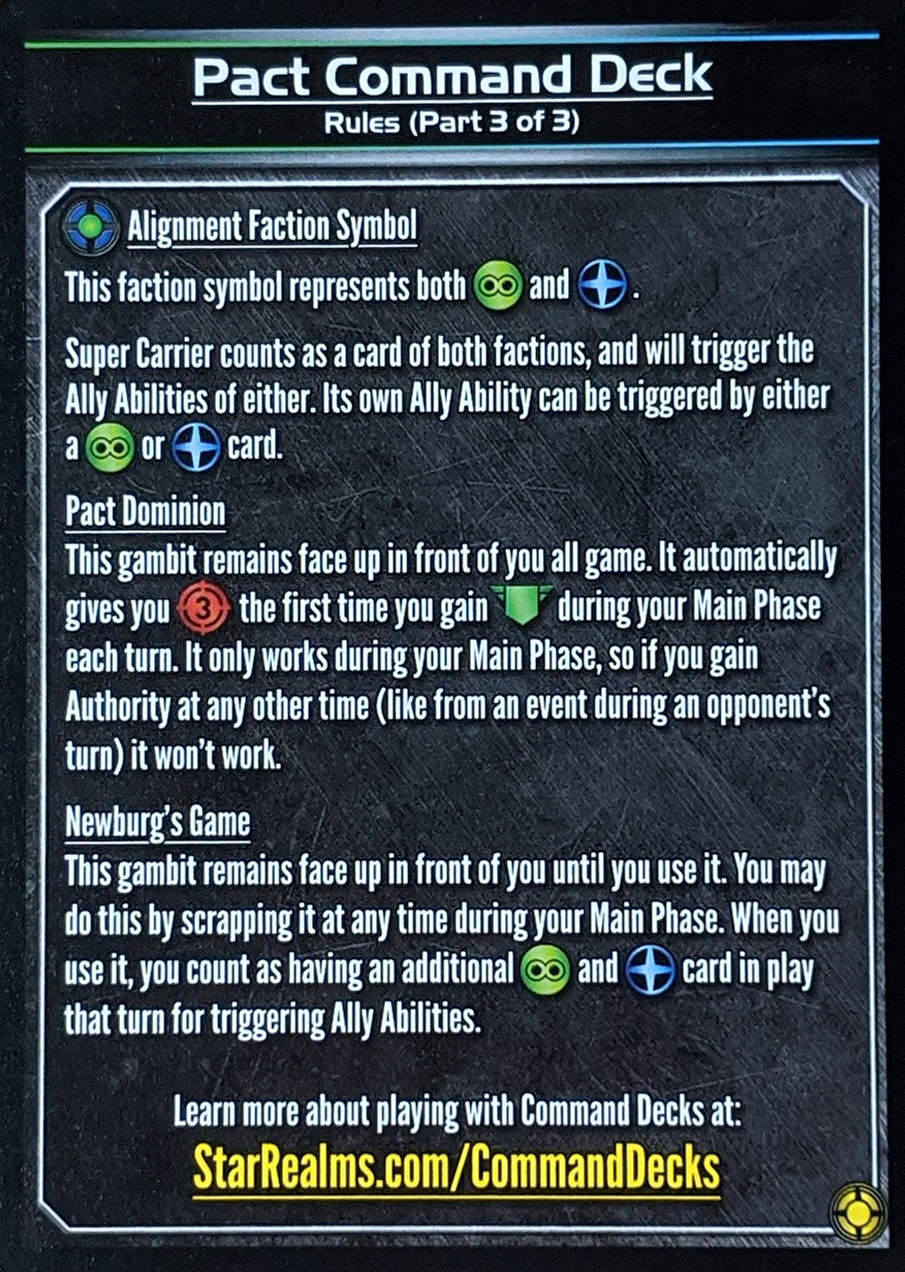 Pact Command Deck
Rules (Part 3 of 3)
Alignment Faction Symbol
This faction symbol represents both and .
Super Carrier counts as a card of both factions, and will trigger the
Ally Abilities of either. Its own Ally Ability can be triggered by either
a or card.
Pact Dominion
This gambit remains face up in front of you all game. It automatically
gives you 3 the first time you gain during your Main Phase
each turn. It only works during your Main Phase, so if you gain
Authority at any other time (like from an event during an opponent's
turn) it won't work.
Newburg's Game
This gambit remains face up in front of you until you use it. You may
do this by scrapping it at any time during your Main Phase. When you
use it, you count as having an additional and card in play
that turn for triggering Ally Abilities.
Learn more about playing with Command Decks at:
StarRealms.com/CommandDecks